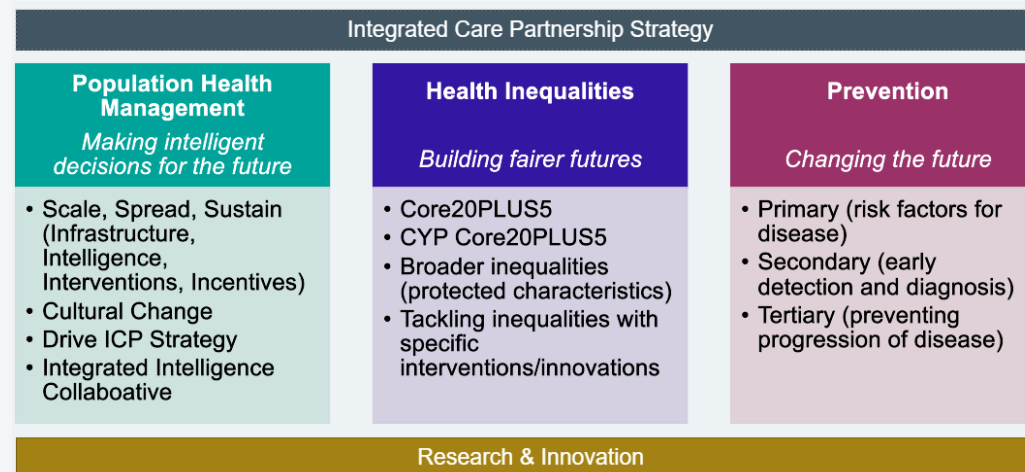 Integrated Care Partnership Strategy
Population Health
Management
Making intelligent
decisions for the future
• Scale, Spread, Sustain
(Infrastructure,
Intelligence,
Interventions, Incentives)
• Cultural Change
• Drive ICP Strategy
• Integrated Intelligence
Collaboative
Health Inequalities
Building fairer futures
• Core20PLUS5
• CYP Core20PLUS5
• Broader inequalities
(protected characteristics)
• Tackling inequalities with
specific
interventions/innovations
Prevention
Changing the future
• Primary (risk factors for
disease)
• Secondary (early
detection and diagnosis)
• Tertiary (preventing
progression of disease)
Research & Innovation